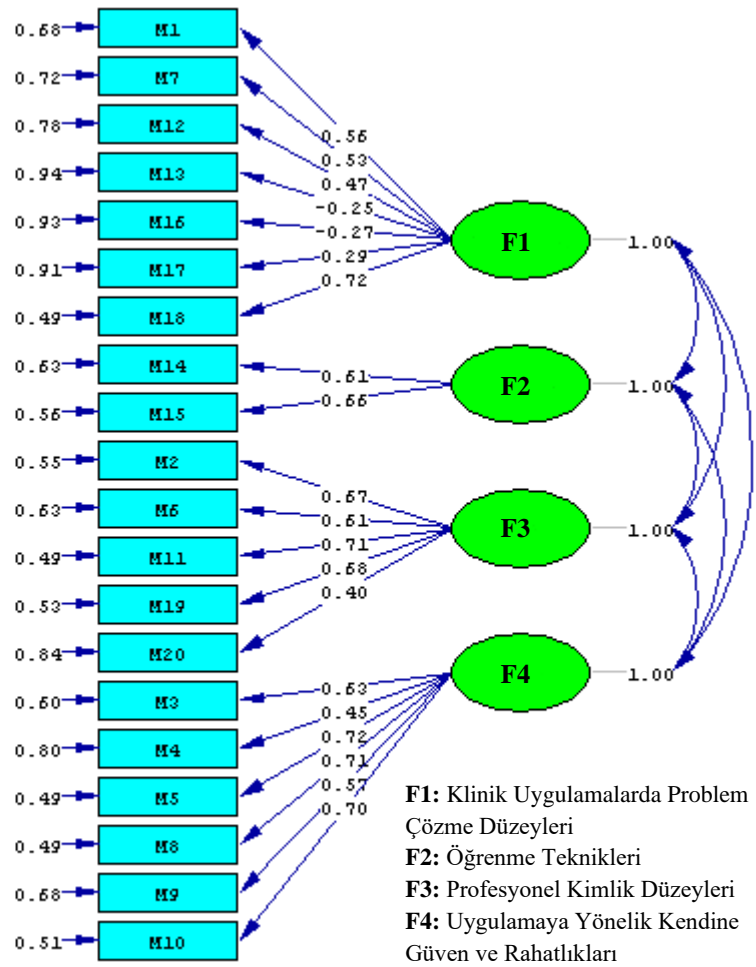 0.68 M1
0.72 M7
0.78 M12
0.94 M13
0.93 M16
0.91 M17
0.49 M18
0.63 M14
0.56 M15
0.55 M2
0.63 M6
0.49 M11
0.53 M19
0.84 M20
0.60 M3
0.80 M4
0.49 M5
0.49 M8
0.68 M9
0.51 M10
0.56
0.53
0.47
-0.25
-0.27
0.29
0.72
0.61
0.66
0.67
0.61
0.71
0.68
0.40
0.63
0.45
0.72
0.71
0.57
0.70
F1 1.00
F2 1.00
F3 1.00
F4 1.00
F1: Klinik Uygulamalarda Problem
Çözme Düzeyleri
F2: Öğrenme Teknikleri
F3: Profesyonel Kimlik Düzeyleri
F4: Uygulamaya Yönelik Kendine
Güven ve Rahatlıkları